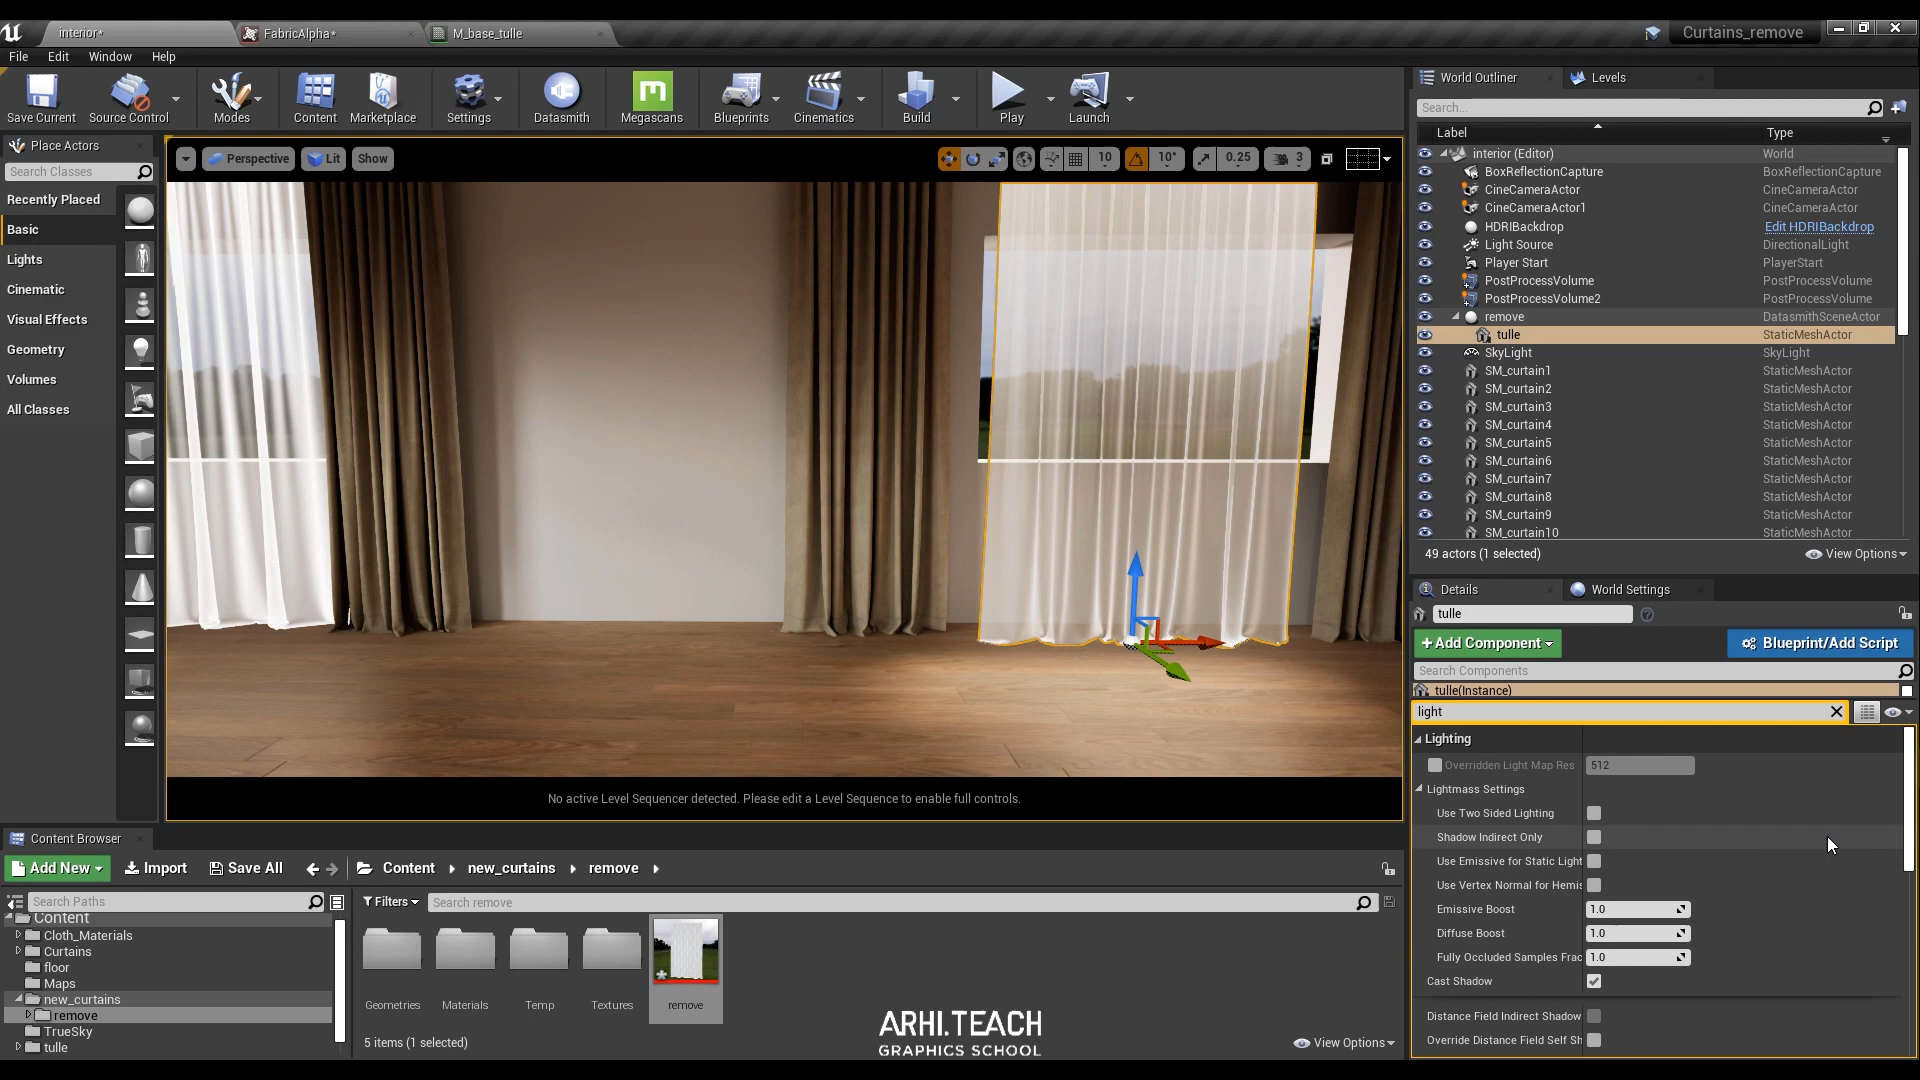 interior*
FabricAlpha*
M_base_tulle
Curtains_remove
File
Edit
Window
Help
Save Current
Source Control
Modes
Content
Marketplace
Settings
Datasmith
Megascans
Blueprints
Cinematics
Build
Play
Launch
Place Actors
Search Classes
Recently Placed
Basic
Lights
Cinematic
Visual Effects
Geometry
Volumes
All Classes
Perspective
Lit
Show
10
10°
0.25
3
No active Level Sequencer detected. Please edit a Level Sequence to enable full controls.
World Outliner
Levels
Search...
Label
Type
interior (Editor) World
BoxReflectionCapture BoxReflectionCapture
CineCameraActor CineCameraActor
CineCameraActor1 CineCameraActor
HDRIBackdrop Edit HDRIBackdrop
Light Source DirectionalLight
Player Start PlayerStart
PostProcessVolume PostProcessVolume
PostProcessVolume2 PostProcessVolume
remove DatasmithSceneActor
tulle StaticMeshActor
SkyLight SkyLight
SM_curtain1 StaticMeshActor
SM_curtain2 StaticMeshActor
SM_curtain3 StaticMeshActor
SM_curtain4 StaticMeshActor
SM_curtain5 StaticMeshActor
SM_curtain6 StaticMeshActor
SM_curtain7 StaticMeshActor
SM_curtain8 StaticMeshActor
SM_curtain9 StaticMeshActor
SM_curtain10 StaticMeshActor
49 actors (1 selected)
View Options
Details
World Settings
tulle
+Add Component
Blueprint/Add Script
Search Components
tulle(Instance)
light
Lighting
Overridden Light Map Res 512
Lightmass Settings
Use Two Sided Lighting
Shadow Indirect Only
Use Emissive for Static Light
Use Vertex Normal for Hemis
Emissive Boost 1.0
Diffuse Boost 1.0
Fully Occluded Samples Frac 1.0
Cast Shadow
Distance Field Indirect Shadow
Override Distance Field Self Sh
Content Browser
Add New
Import
Save All
Content
new_curtains
remove
Search Paths
Filters
Search remove
Content
Cloth_Materials
Curtains
floor
Maps
new_curtains
remove
TrueSky
tulle
Geometries
Materials
Temp
Textures
remove
5 items (1 selected)
View Options
ARHI.TEACH
GRAPHICS SCHOOL